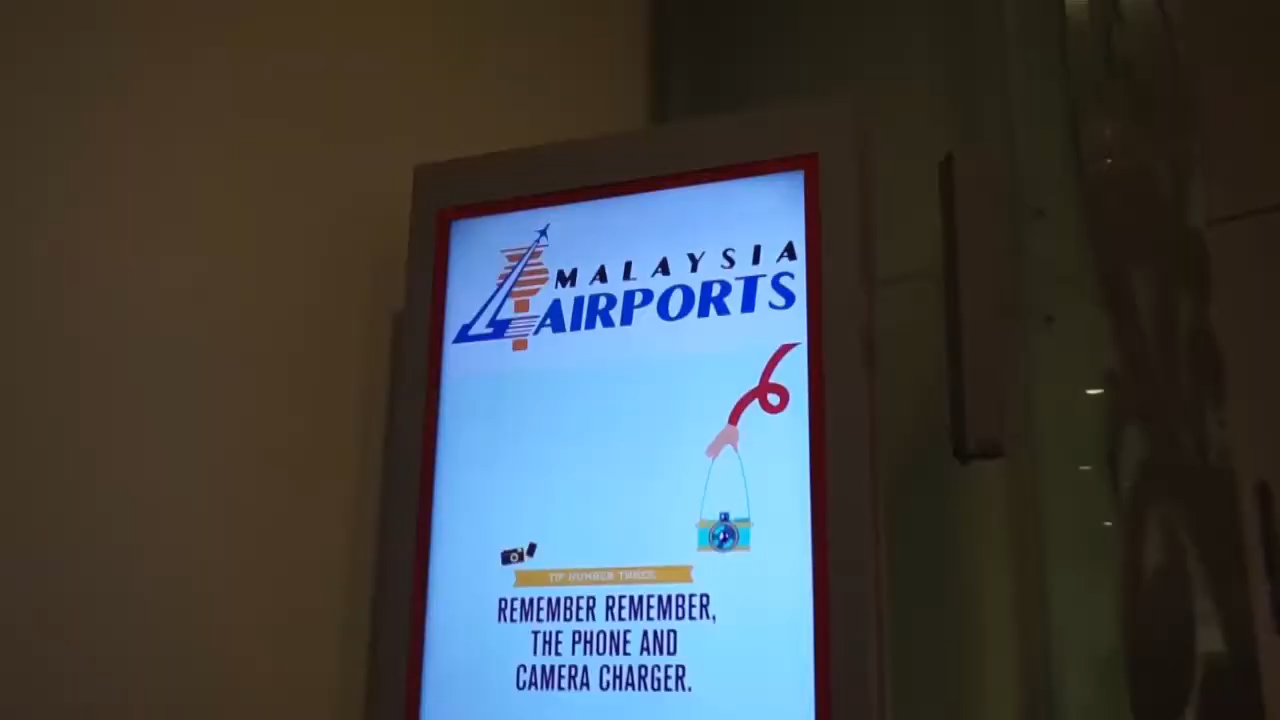 MALAYSIA
AIRPORTS
TIP NUMBER THREE
REMEMBER REMEMBER,
THE PHONE AND
CAMERA CHARGER.